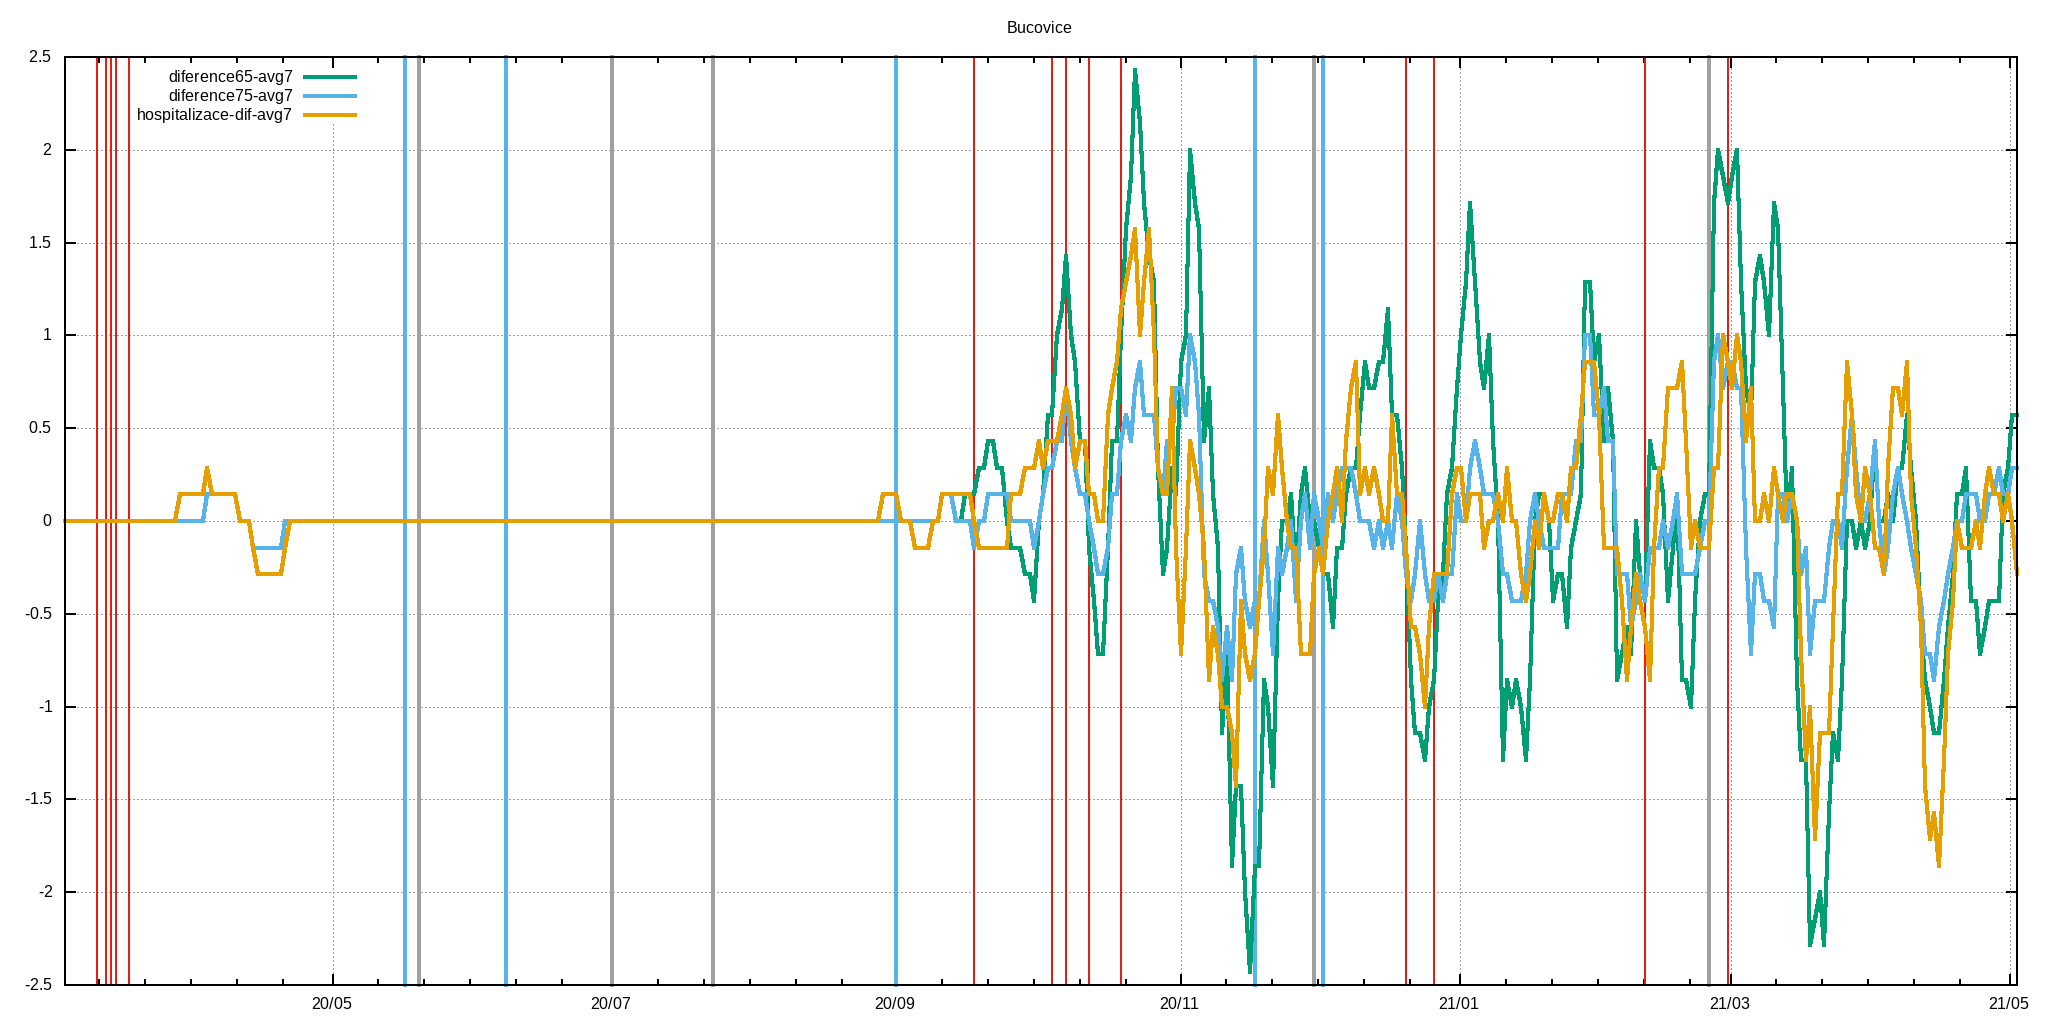 Bucovice
2.5
diference65-avg7
diference75-avg7
hospitalizace-dif-avg7
2
1.5
1
0.5
0
-0.5
-1
-1.5
-2
-2.5
20/05 20/07 20/09 20/11 21/01 21/03 21/05